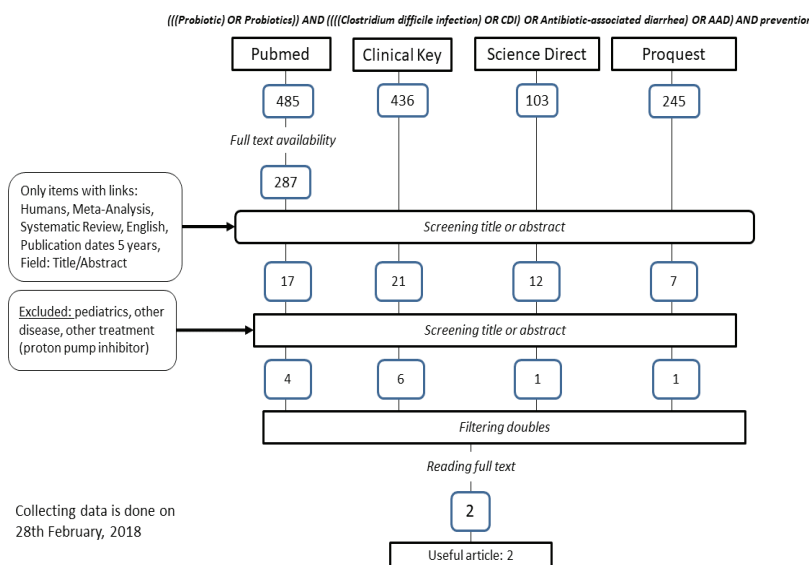 (((Probiotic) OR Probiotics)) AND ((((Clostridium difficile infection) OR CDI) OR Antibiotic-associated diarrhea) OR AAD) AND prevention
Pubmed
Clinical Key
Science Direct
Proquest
485
436
103
245
Full text availability
287
Only items with links:
Humans, Meta-Analysis,
Systematic Review, English,
Publication dates 5 years,
Field: Title/Abstract
Screening title or abstract
17
21
12
7
Excluded: pediatrics, other
disease, other treatment
(proton pump inhibitor)
Screening title or abstract
4
6
1
1
Filtering doubles
Reading full text
2
Collecting data is done on
28th February, 2018
Useful article: 2